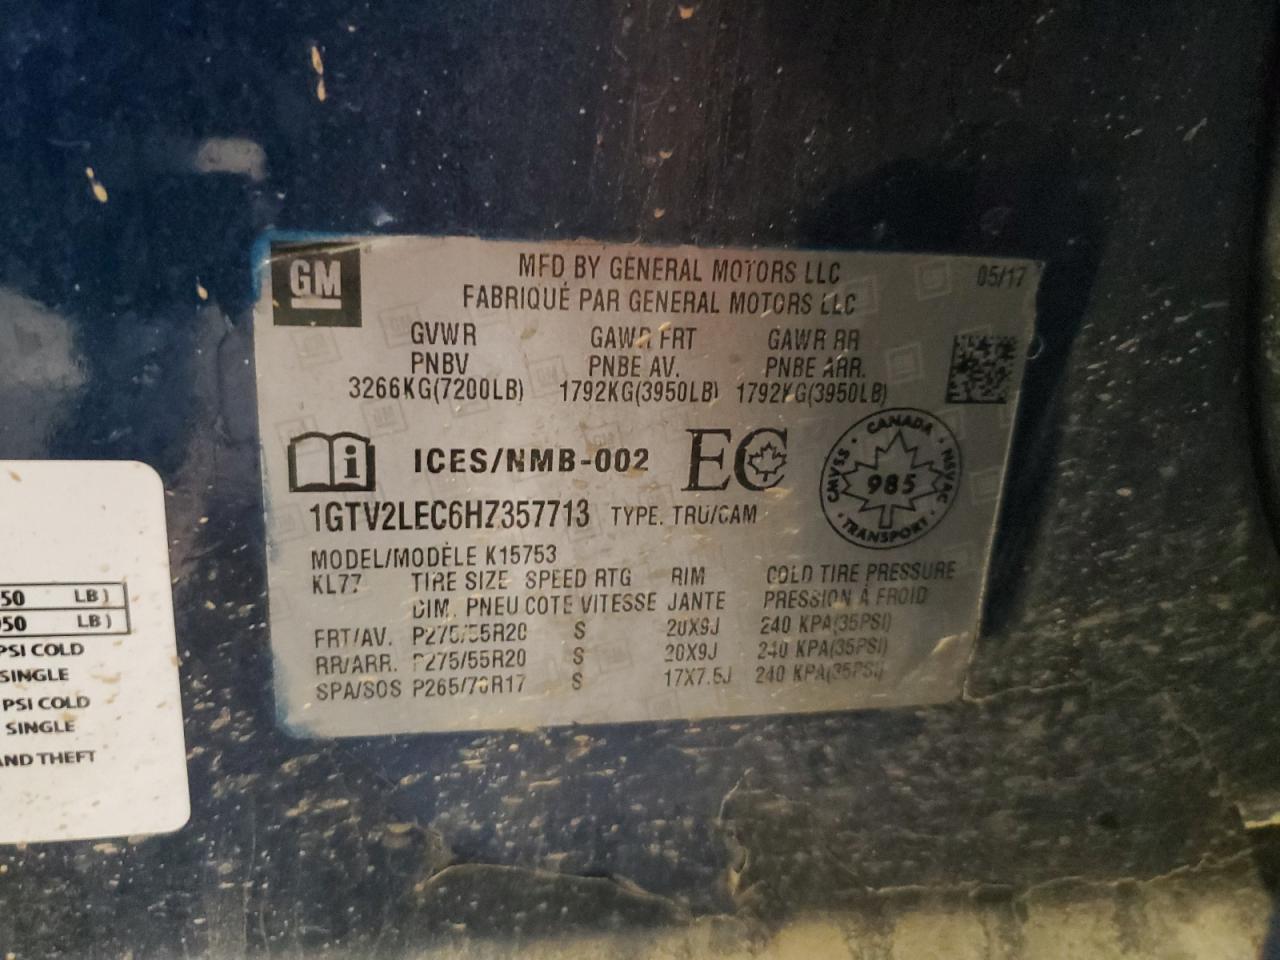 GM
MFD BY GENERAL MOTORS LLC
05/17
FABRIQUÉ PAR GENERAL MOTORS LLC
GVWR GAWR FRT GAWR RR
PNBV PNBE AV. PNBE ARR.
3266KG(7200LB) 1792KG(3950LB) 1792KG(3950LB)
i ICES/NMB-002 EC
CANADA
CMVSS NSVAC
985
TRANSPORT
1GTV2LEC6HZ357713 TYPE. TRU/CAM
MODEL/MODÈLE K15753
KL77 TIRE SIZE SPEED RTG RIM COLD TIRE PRESSURE
DIM. PNEU COTE VITESSE JANTE PRESSION À FROID
FRT/AV. P275/55R20 S 20X9J 240 KPA(35PSI)
RR/ARR. P275/55R20 S 20X9J 240 KPA(35PSI)
SPA/SOS P265/70R17 S 17X7.5J 240 KPA(35PSI)
50 LB)
950 LB)
PSI COLD
SINGLE
PSI COLD
SINGLE
AND THEFT